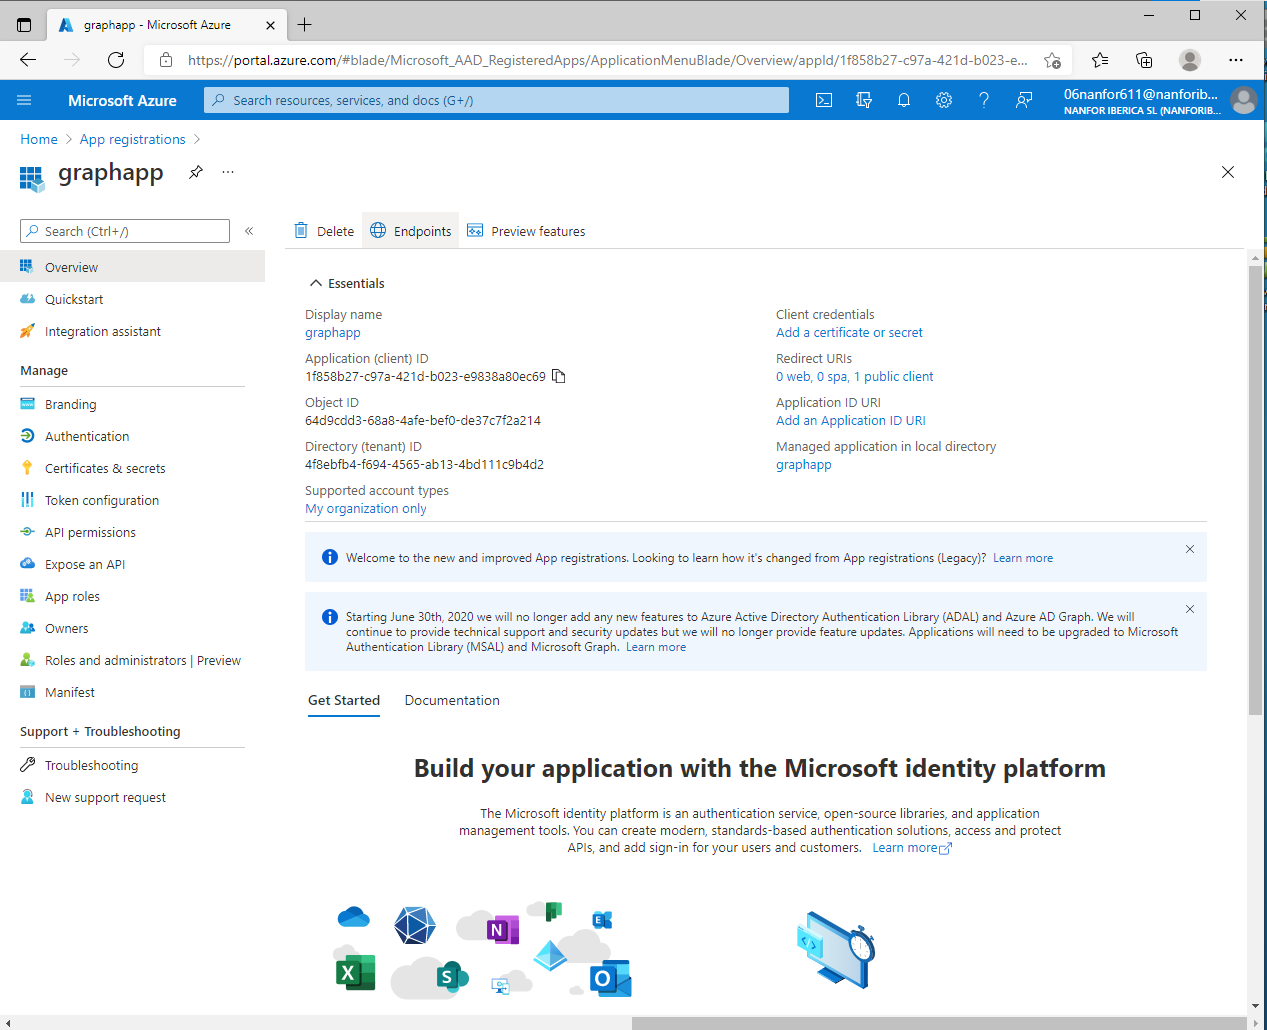 graphapp - Microsoft Azure
https://portal.azure.com/#blade/Microsoft_AAD_RegisteredApps/ApplicationMenuBlade/Overview/appId/1f858b27-c97a-421d-b023-e...
Microsoft Azure
Search resources, services, and docs (G+/)
06nanfor611@nanforib...
NANFOR IBERICA SL (NANFORIB...
Home > App registrations >
graphapp
Search (Ctrl+/)
Delete
Endpoints
Preview features
Overview
Quickstart
Integration assistant
Manage
Branding
Authentication
Certificates & secrets
Token configuration
API permissions
Expose an API
App roles
Owners
Roles and administrators | Preview
Manifest
Support + Troubleshooting
Troubleshooting
New support request
Essentials
Display name
graphapp
Application (client) ID
1f858b27-c97a-421d-b023-e9838a80ec69
Object ID
64d9cdd3-68a8-4afe-bef0-de37c7f2a214
Directory (tenant) ID
4f8ebfb4-f694-4565-ab13-4bd111c9b4d2
Supported account types
My organization only
Client credentials
Add a certificate or secret
Redirect URIs
0 web, 0 spa, 1 public client
Application ID URI
Add an Application ID URI
Managed application in local directory
graphapp
Welcome to the new and improved App registrations. Looking to learn how it's changed from App registrations (Legacy)? Learn more
Starting June 30th, 2020 we will no longer add any new features to Azure Active Directory Authentication Library (ADAL) and Azure AD Graph. We will
continue to provide technical support and security updates but we will no longer provide feature updates. Applications will need to be upgraded to Microsoft
Authentication Library (MSAL) and Microsoft Graph. Learn more
Get Started
Documentation
Build your application with the Microsoft identity platform
The Microsoft identity platform is an authentication service, open-source libraries, and application
management tools. You can create modern, standards-based authentication solutions, access and protect
APIs, and add sign-in for your users and customers. Learn more
N
E
X
S
O